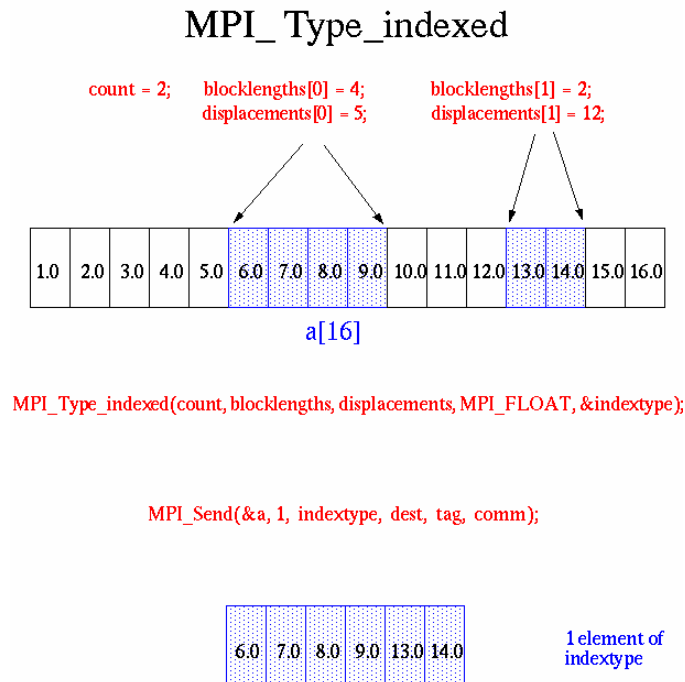 MPI_ Type_indexed
count = 2; blocklengths[0] = 4; blocklengths[1] = 2;
displacements[0] = 5; displacements[1] = 12;
1.0 2.0 3.0 4.0 5.0 6.0 7.0 8.0 9.0 10.0 11.0 12.0 13.0 14.0 15.0 16.0
a[16]
MPI_Type_indexed(count, blocklengths, displacements, MPI_FLOAT, &indextype);
MPI_Send(&a, 1, indextype, dest, tag, comm);
6.0 7.0 8.0 9.0 13.0 14.0
1 element of
indextype